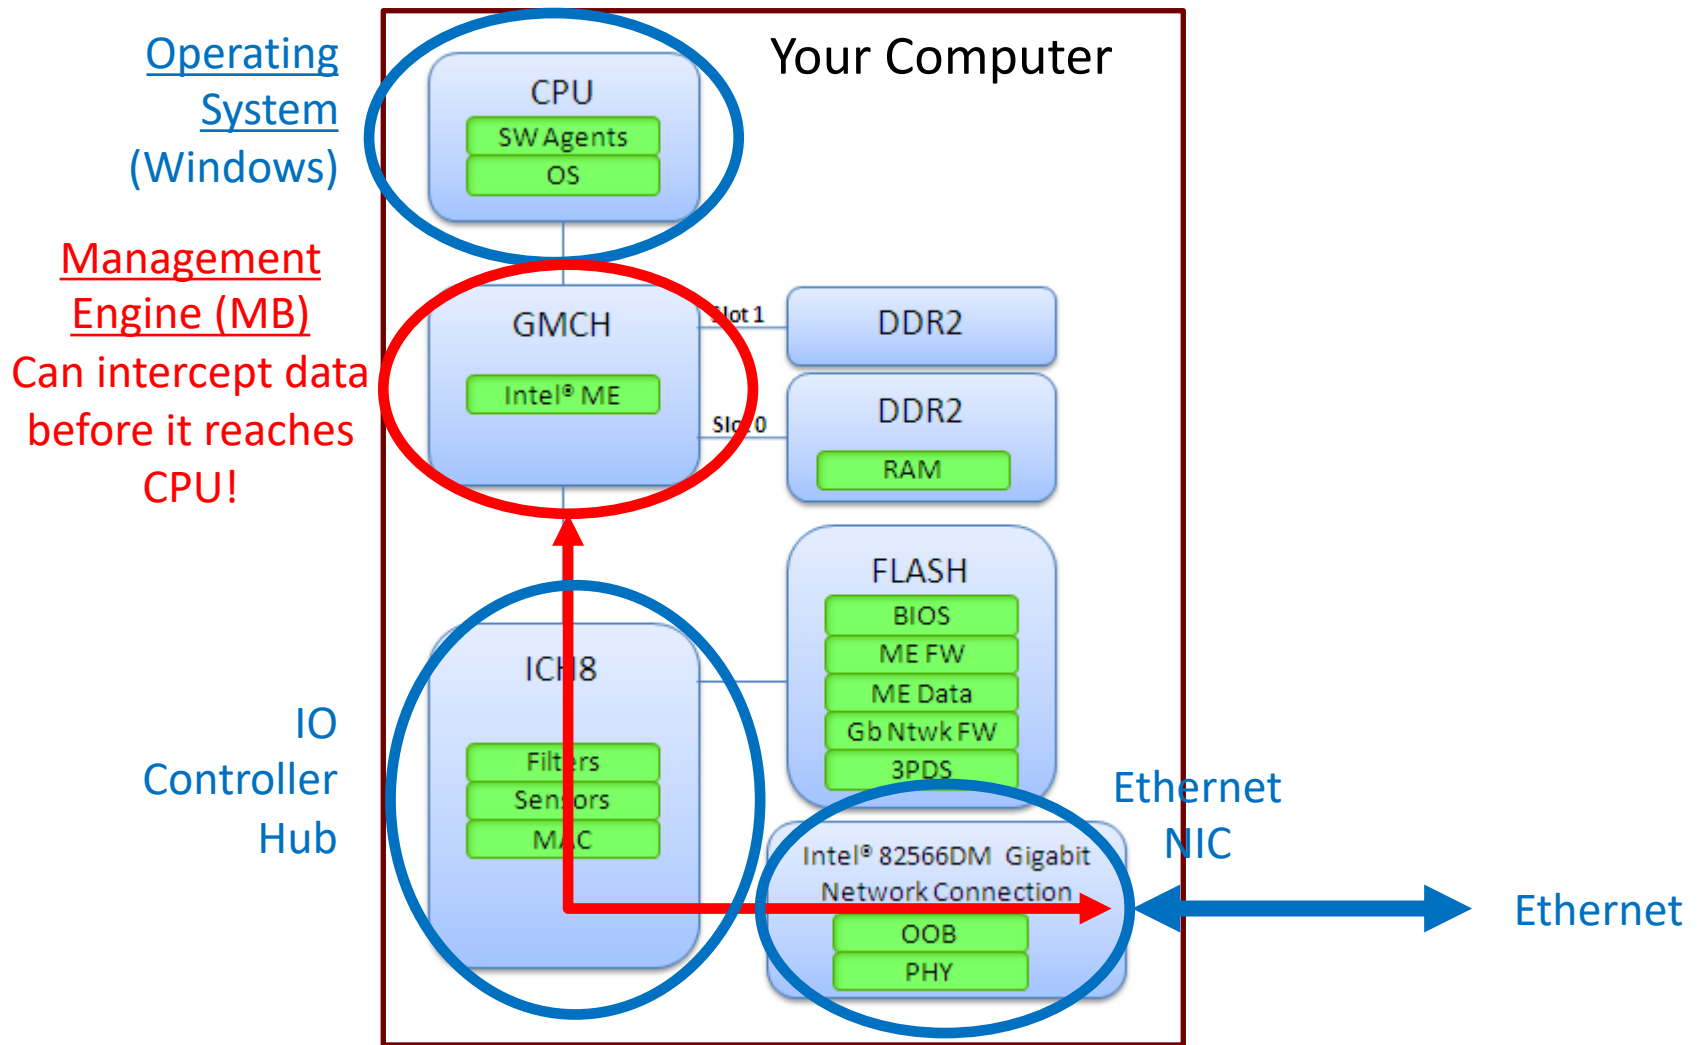 Your Computer
Operating
System
(Windows)
CPU
SW Agents
OS
Management
Engine (MB)
Can intercept data
before it reaches
CPU!
GMCH
Intel® ME
Slot 1
DDR2
Slot 0
DDR2
RAM
FLASH
BIOS
ME FW
ME Data
Gb Ntwk FW
3PDS
IO
Controller
Hub
ICH8
Filters
Sensors
MAC
Ethernet
NIC
Intel® 82566DM Gigabit
Network Connection
OOB
PHY
Ethernet